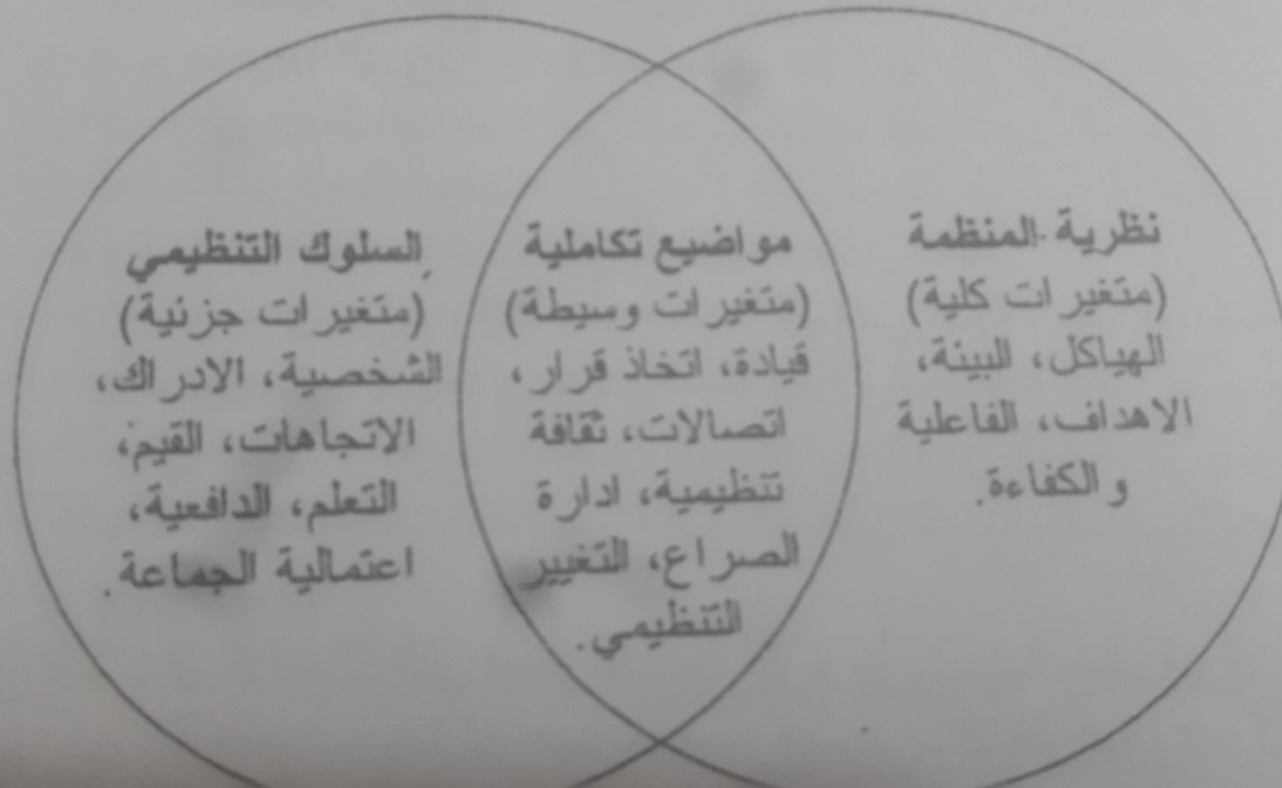 نظرية المنظمة
(متغيرات كلية)
الهياكل، البيئة،
الاهداف، الفاعلية
والكفاءة.
مواضيع تكاملية
(متغيرات وسيطة)
قيادة، اتخاذ قرار،
اتصالات، ثقافة
تنظيمية، ادارة
الصراع، التغيير
التنظيمي.
السلوك التنظيمي
(متغيرات جزئية)
الشخصية، الادراك،
الاتجاهات، القيم،
التعلم، الدافعية،
اعتمالية الجماعة.